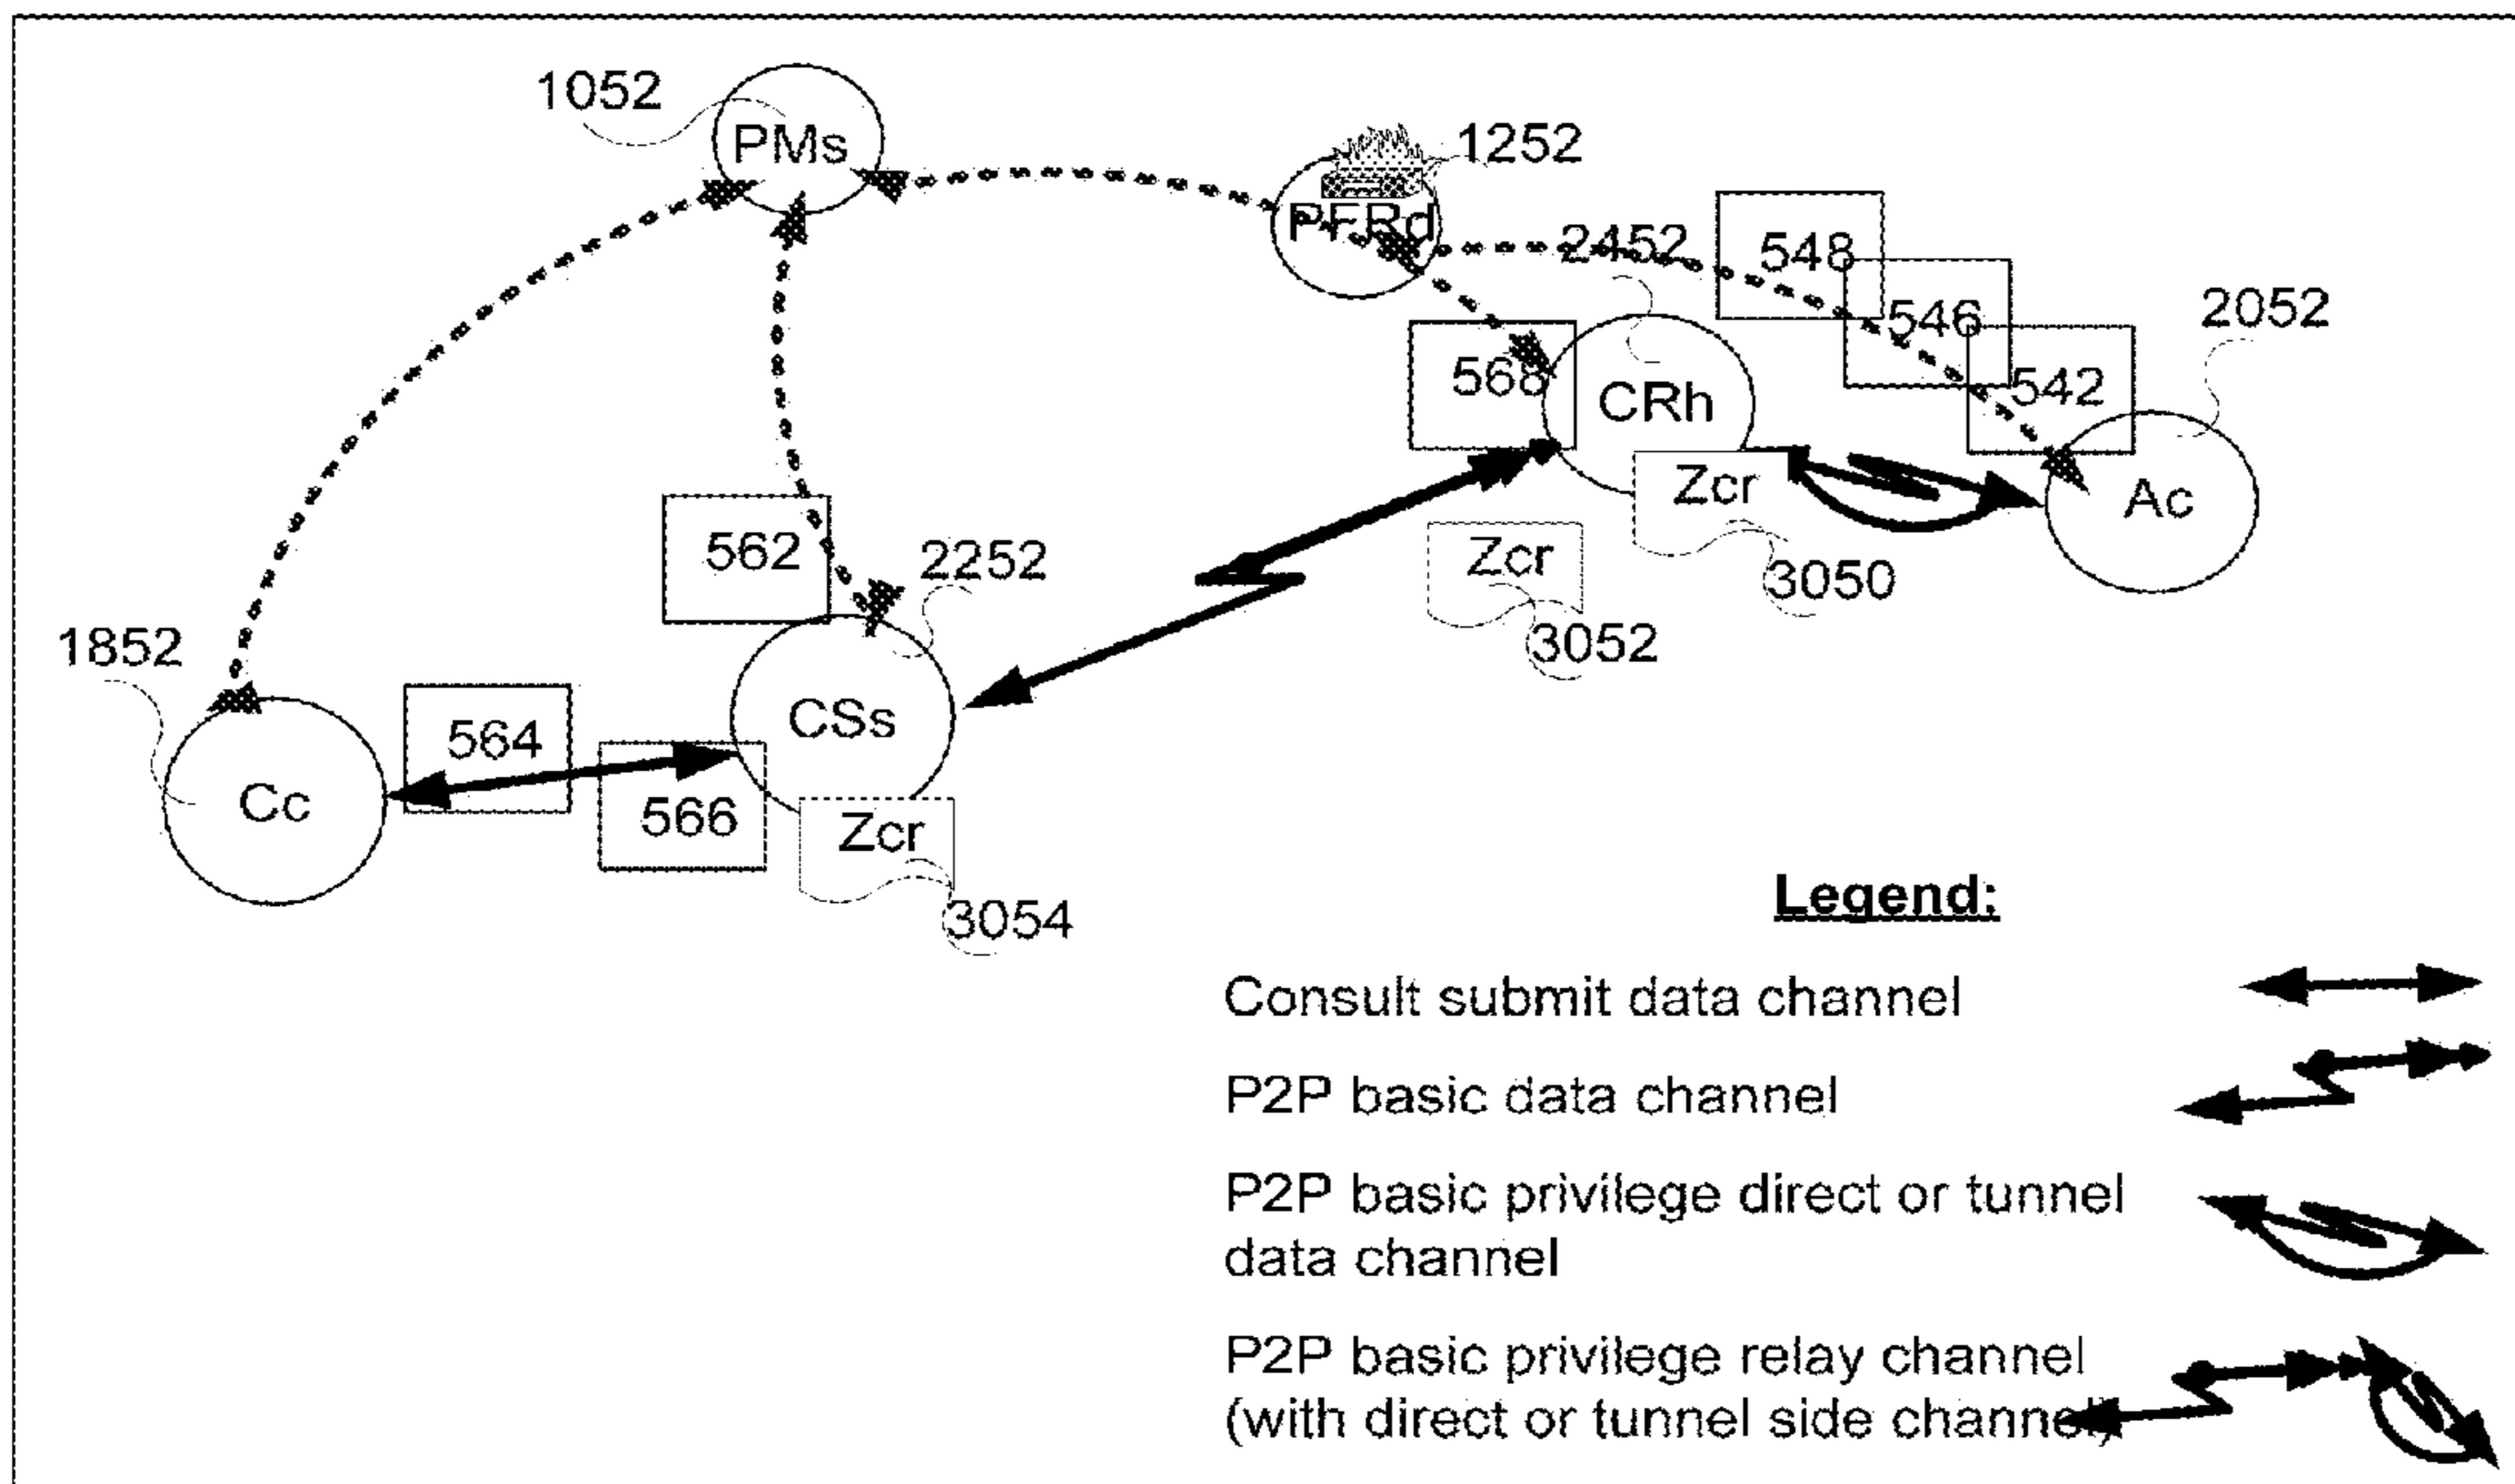 1052
PMs
1252
PFRd
2452
548
546
2052
542
568
CRh
Zcr
Ac
562
2252
Zcr
3050
3052
1852
CSs
564
Cc
566
Zcr
3054
Legend:
Consult submit data channel
P2P basic data channel
P2P basic privilege direct or tunnel
data channel
P2P basic privilege relay channel
(with direct or tunnel side channel)